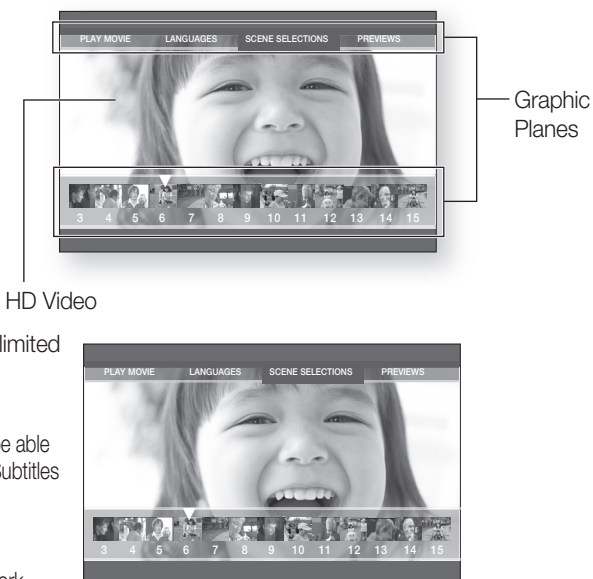 PLAY MOVIE LANGUAGES SCENE SELECTIONS PREVIEWS
Graphic
Planes
3 4 5 6 7 8 9 10 11 12 13 14 15
HD Video
limited
PLAY MOVIE LANGUAGES SCENE SELECTIONS PREVIEWS
e able
Subtitles
3 4 5 6 7 8 9 10 11 12 13 14 15